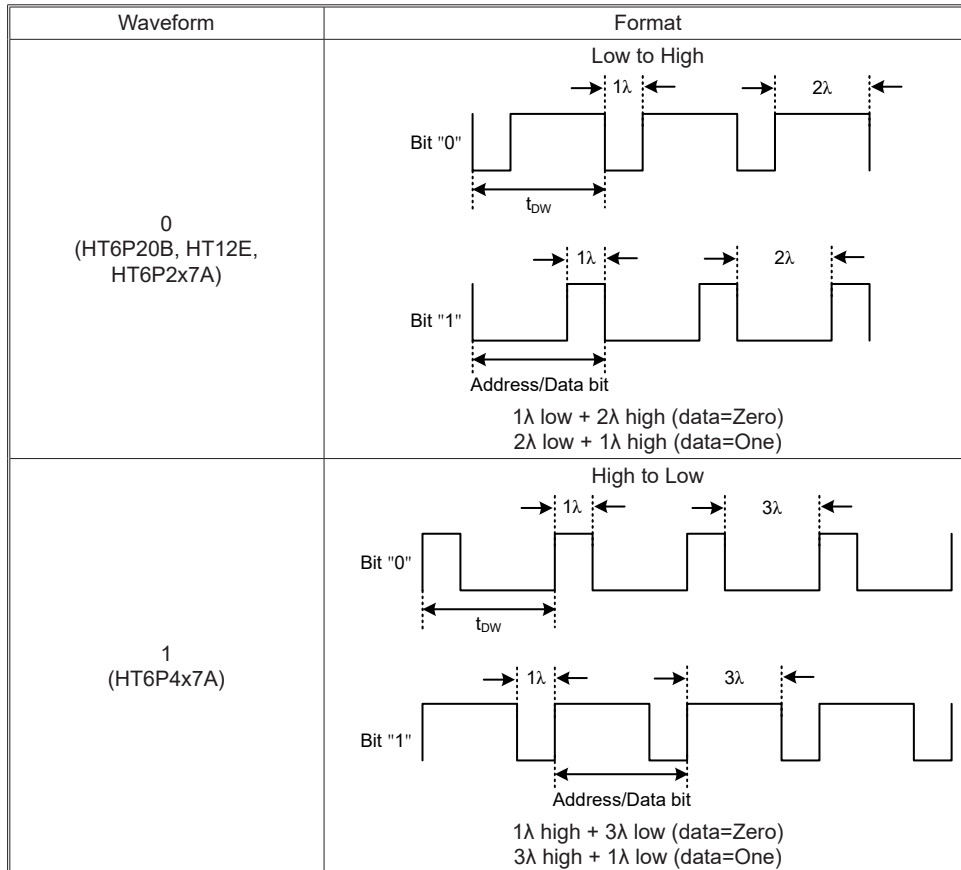 Waveform
Format
0
(HT6P20B, HT12E,
HT6P2x7A)
Low to High
1λ
2λ
Bit "0"
tDW
1λ
2λ
Bit "1"
Address/Data bit
1λ low + 2λ high (data=Zero)
2λ low + 1λ high (data=One)
1
(HT6P4x7A)
High to Low
1λ
3λ
Bit "0"
tDW
1λ
3λ
Bit "1"
Address/Data bit
1λ high + 3λ low (data=Zero)
3λ high + 1λ low (data=One)